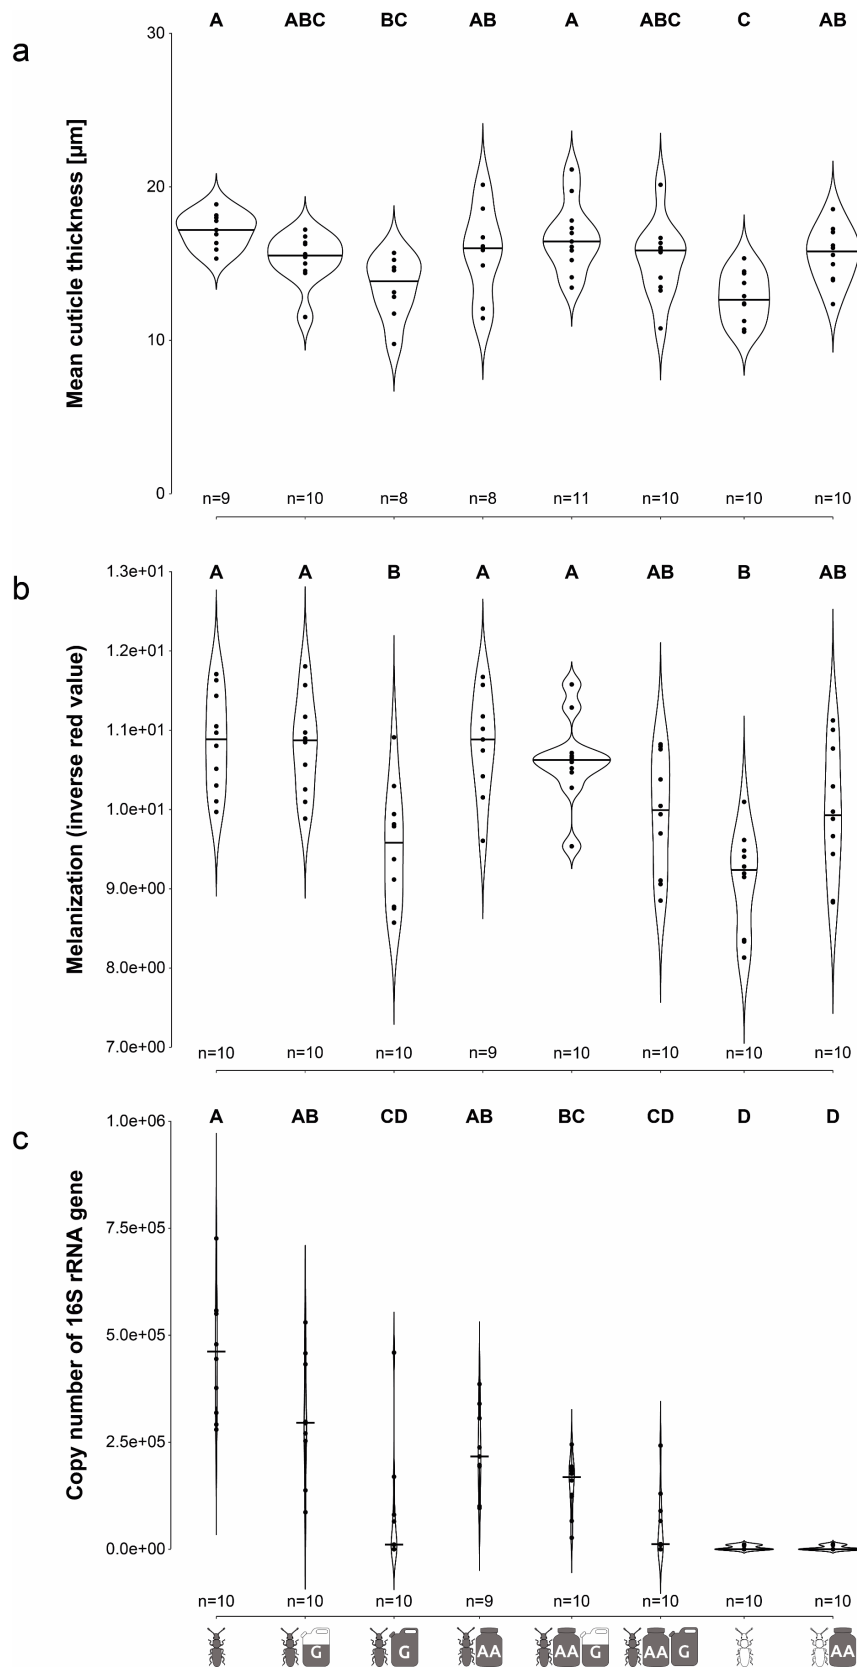 a
A ABC BC AB A ABC C AB
Mean cuticle thickness [µm]
30
20
10
0
n=9 n=10 n=8 n=8 n=11 n=10 n=10 n=10
b
A A B A A AB B AB
Melanization (inverse red value)
1.3e+01
1.2e+01
1.1e+01
1.0e+01
9.0e+00
8.0e+00
7.0e+00
n=10 n=10 n=10 n=9 n=10 n=10 n=10 n=10
c
A AB CD AB BC CD D D
Copy number of 16S rRNA gene
1.0e+06
7.5e+05
5.0e+05
2.5e+05
0.0e+00
n=10 n=10 n=10 n=9 n=10 n=10 n=10 n=10
G G AA AA G AA G AA